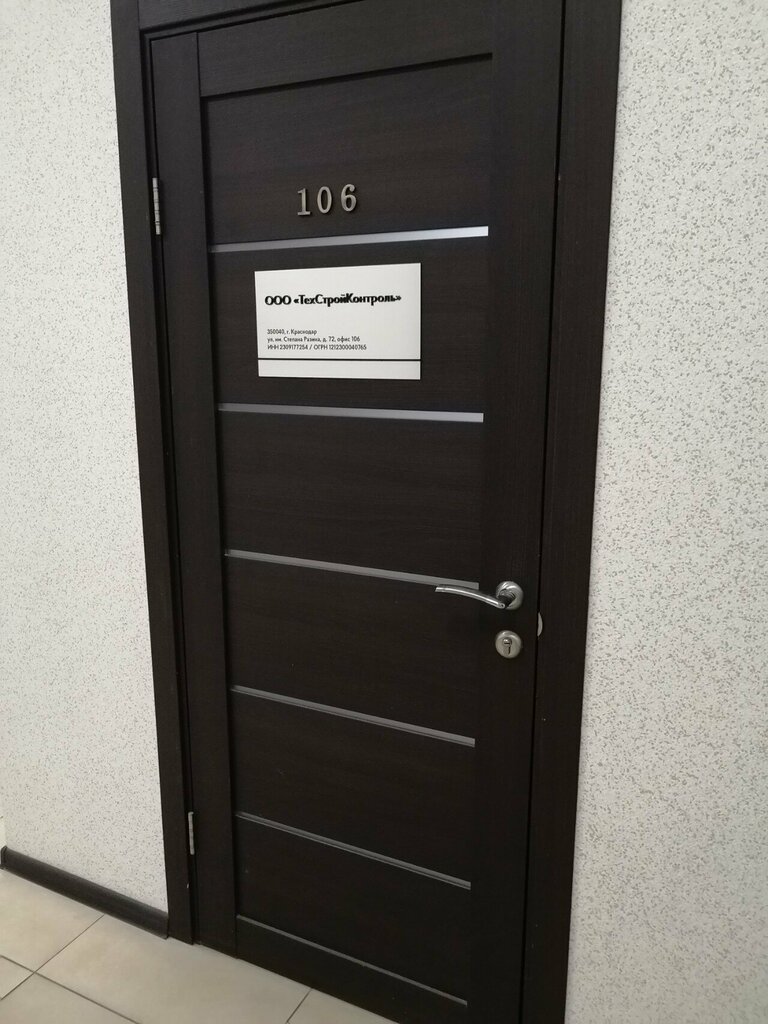 106
ООО «ТехСтройКонтроль»
350040, г. Краснодар
ул. им. Степана Разина, д. 72, офис 106
ИНН 2309177254 / ОГРН 1212300040765